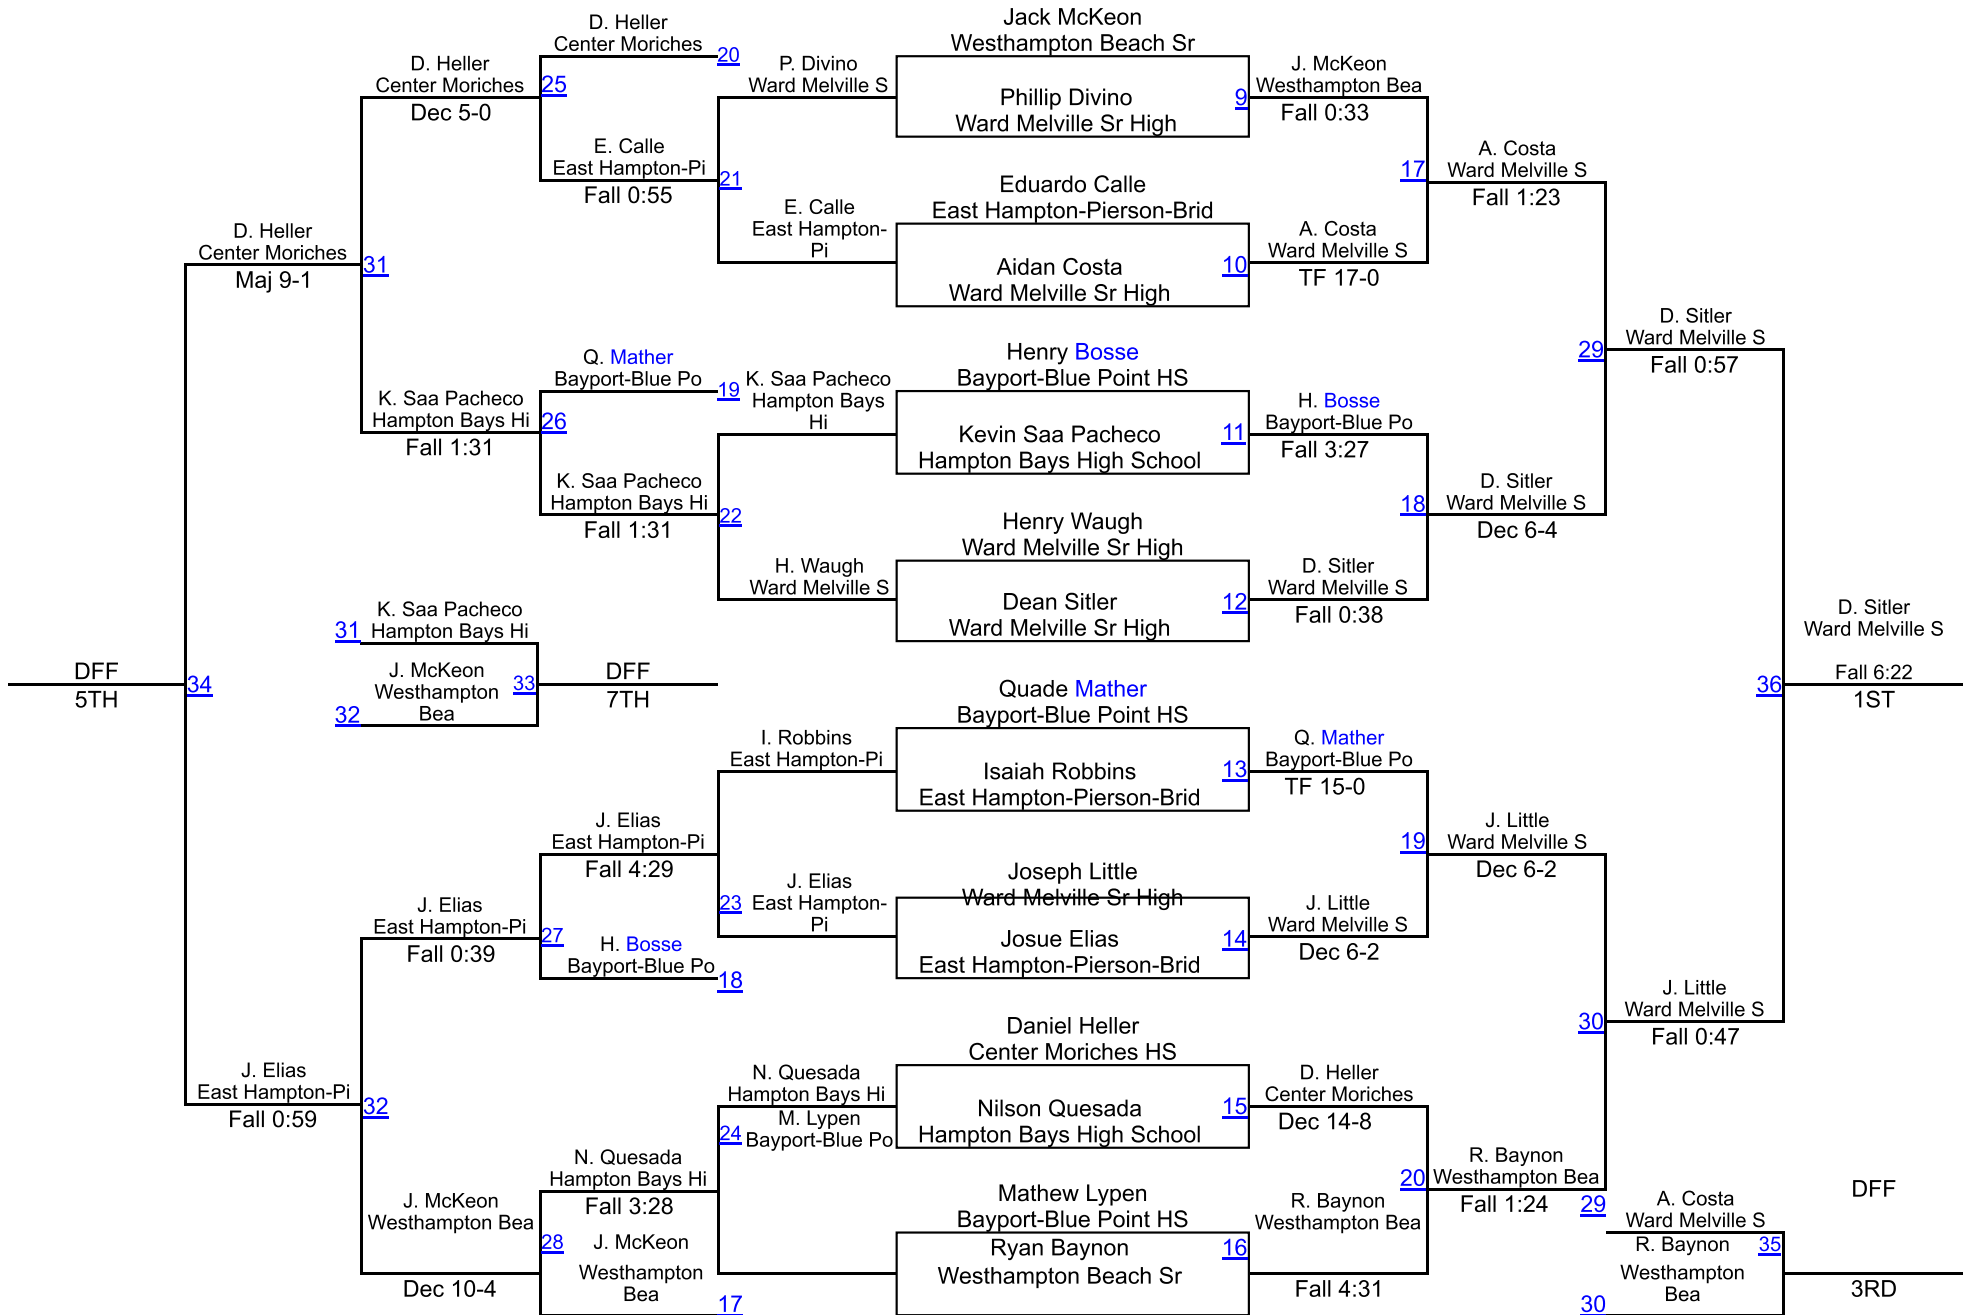 D. Heller
Center Moriches
20
D. Heller
Center Moriches
25
Dec 5-0
E. Calle
East Hampton-Pi
21
Fall 0:55
P. Divino
Ward Melville S
E. Calle
East Hampton-
Pi
Jack McKeon
Westhampton Beach Sr
Phillip Divino
9
Ward Melville Sr High
Eduardo Calle
East Hampton-Pierson-Brid
Aidan Costa
10
Ward Melville Sr High
J. McKeon
Westhampton Bea
Fall 0:33
17
A. Costa
Ward Melville S
TF 17-0
A. Costa
Ward Melville S
Fall 1:23
D. Heller
Center Moriches
31
Maj 9-1
Q. Mather
Bayport-Blue Po
19
K. Saa Pacheco
Hampton Bays Hi
26
Fall 1:31
K. Saa Pacheco
Hampton Bays Hi
22
Fall 1:31
K. Saa Pacheco
Hampton Bays
Hi
H. Waugh
Ward Melville S
Henry Bosse
Bayport-Blue Point HS
Kevin Saa Pacheco
11
Hampton Bays High School
Henry Waugh
Ward Melville Sr High
Dean Sitler
12
Ward Melville Sr High
H. Bosse
Bayport-Blue Po
Fall 3:27
18
D. Sitler
Ward Melville S
Fall 0:38
D. Sitler
Ward Melville S
Dec 6-4
29
D. Sitler
Ward Melville S
Fall 0:57
K. Saa Pacheco
31
Hampton Bays Hi
J. McKeon
Westhampton
Bea
32
33
DFF
7TH
DFF
5TH
34
D. Sitler
Ward Melville S
36
Fall 6:22
1ST
I. Robbins
East Hampton-Pi
J. Elias
East Hampton-Pi
Fall 4:29
23
J. Elias
East Hampton-
Pi
J. Elias
East Hampton-Pi
27
Fall 0:39
H. Bosse
Bayport-Blue Po
18
Quade Mather
Bayport-Blue Point HS
Isaiah Robbins
13
East Hampton-Pierson-Brid
Joseph Little
Ward Melville Sr High
Josue Elias
14
East Hampton-Pierson-Brid
Q. Mather
Bayport-Blue Po
TF 15-0
19
J. Little
Ward Melville S
Dec 6-2
J. Little
Ward Melville S
Dec 6-2
30
J. Little
Ward Melville S
Fall 0:47
J. Elias
East Hampton-Pi
32
Fall 0:59
J. McKeon
Westhampton Bea
Dec 10-4
N. Quesada
Hampton Bays Hi
Fall 3:28
28
J. McKeon
Westhampton
Bea
17
N. Quesada
Hampton Bays Hi
24
M. Lypen
Bayport-Blue Po
Daniel Heller
Center Moriches HS
Nilson Quesada
15
Hampton Bays High School
Mathew Lypen
Bayport-Blue Point HS
Ryan Baynon
16
Westhampton Beach Sr
D. Heller
Center Moriches
Dec 14-8
20
R. Baynon
Westhampton Bea
Fall 4:31
R. Baynon
Westhampton Bea
Fall 1:24
29
A. Costa
Ward Melville S
R. Baynon
35
Westhampton
Bea
30
DFF
3RD